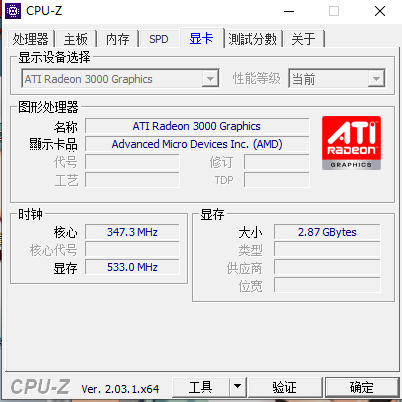 CPU-Z
处理器 主板 内存 SPD 显卡 測試分數 关于
显示设备选择
ATI Radeon 3000 Graphics 性能等级 当前
图形处理器
名称 ATI Radeon 3000 Graphics
顯示卡品 Advanced Micro Devices Inc. (AMD)
代号 修订
工艺 TDP
ATI
RADEON
GRAPHICS
时钟
核心 347.3 MHz
核心代号
显存 533.0 MHz
显存
大小 2.87 GBytes
类型
供应商
位宽
CPU-Z Ver. 2.03.1.x64 工具 验证 确定